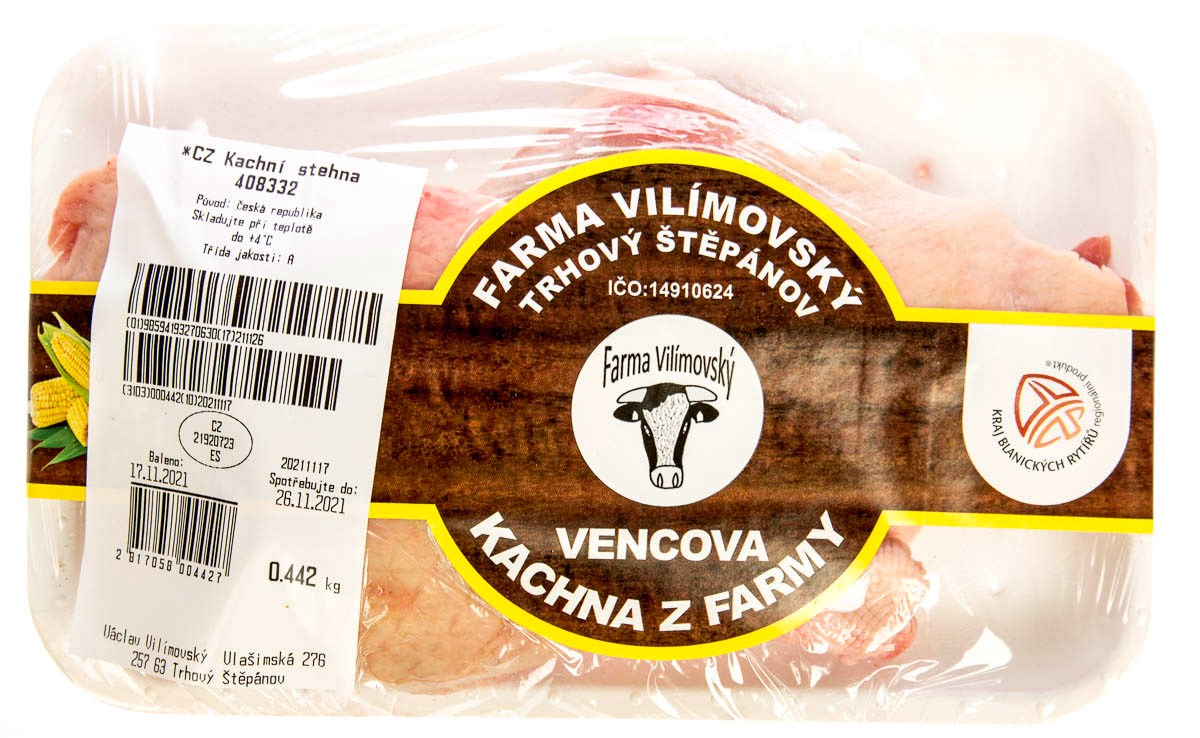 *CZ Kachní stehna
408332
Původ: Česká republika
Skladujte při teplotě
do +4°C
Třída jakosti: A
(01)98594193270630(17)211126
(3103)000442(10)20211117
CZ
21920723
ES
Baleno:
17.11.2021
20211117
Spotřebujte do:
26.11.2021
2 817058 004427
0.442 kg
Václav Vilímovský Vlašimská 276
257 63 Trhový Štěpánov
FARMA VILÍMOVSKÝ
TRHOVÝ ŠTĚPÁNOV
IČO:14910624
Farma Vilímovský
VENCOVA
KACHNA Z FARMY
KRAJ BLANICKÝCH RYTÍŘŮ regionální produkt®